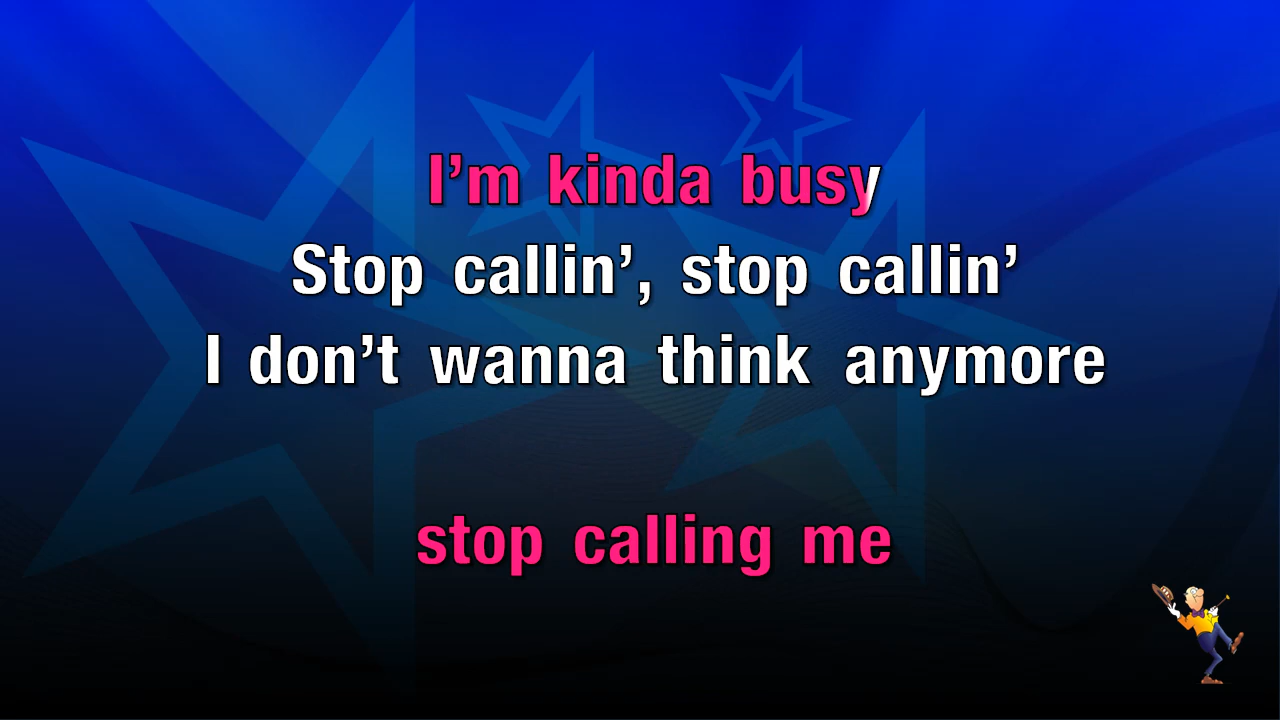 I’m kinda busy
Stop callin’, stop callin’
I don’t wanna think anymore
stop calling me